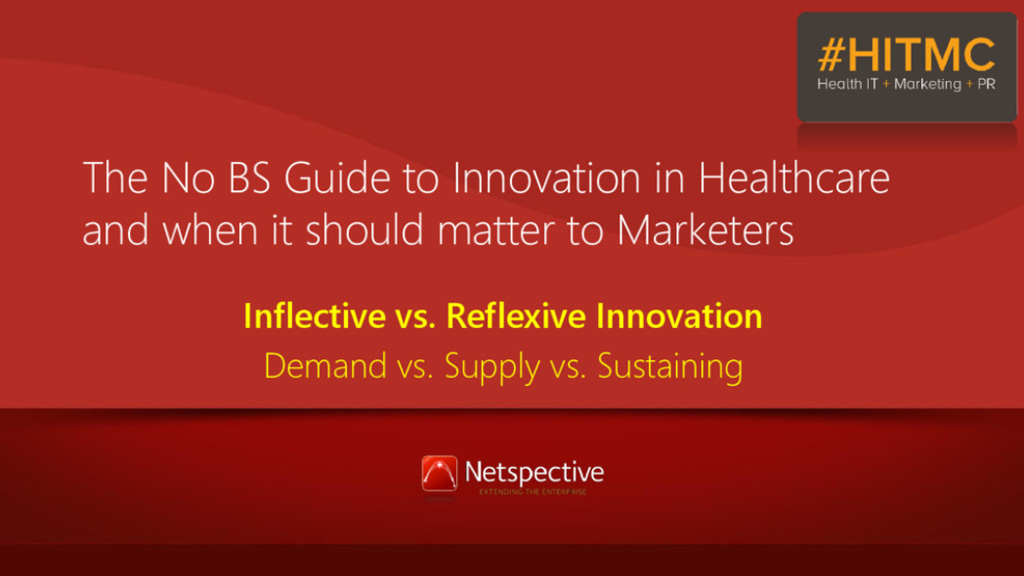 #HITMC
Health IT + Marketing + PR
The No BS Guide to Innovation in Healthcare
and when it should matter to Marketers
Inflective vs. Reflexive Innovation
Demand vs. Supply vs. Sustaining
Netspective
EXTENDING THE ENTERPRISE